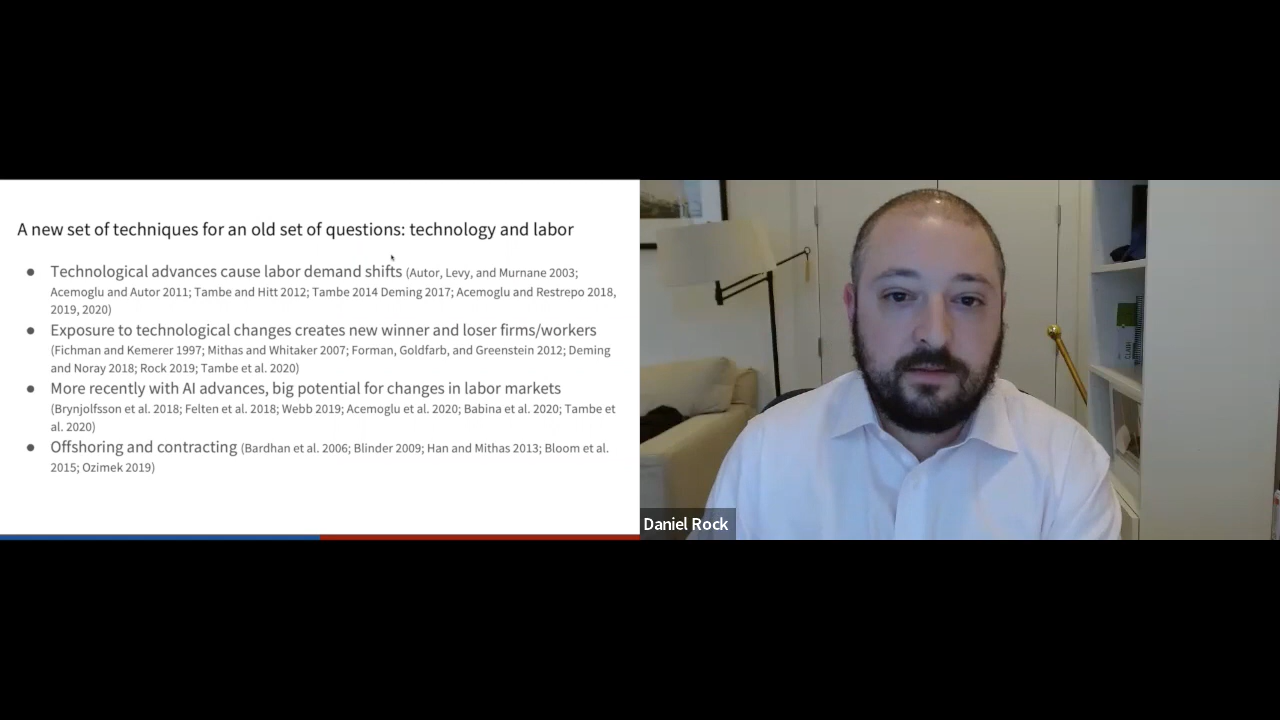 A new set of techniques for an old set of questions: technology and labor
● Technological advances cause labor demand shifts (Autor, Levy, and Murnane 2003;
Acemoglu and Autor 2011; Tambe and Hitt 2012; Tambe 2014 Deming 2017; Acemoglu and Restrepo 2018,
2019, 2020)
● Exposure to technological changes creates new winner and loser firms/workers
(Fichman and Kemerer 1997; Mithas and Whitaker 2007; Forman, Goldfarb, and Greenstein 2012; Deming
and Noray 2018; Rock 2019; Tambe et al. 2020)
● More recently with AI advances, big potential for changes in labor markets
(Brynjolfsson et al. 2018; Felten et al. 2018; Webb 2019; Acemoglu et al. 2020; Babina et al. 2020; Tambe et
al. 2020)
● Offshoring and contracting (Bardhan et al. 2006; Blinder 2009; Han and Mithas 2013; Bloom et al.
2015; Ozimek 2019)
Daniel Rock